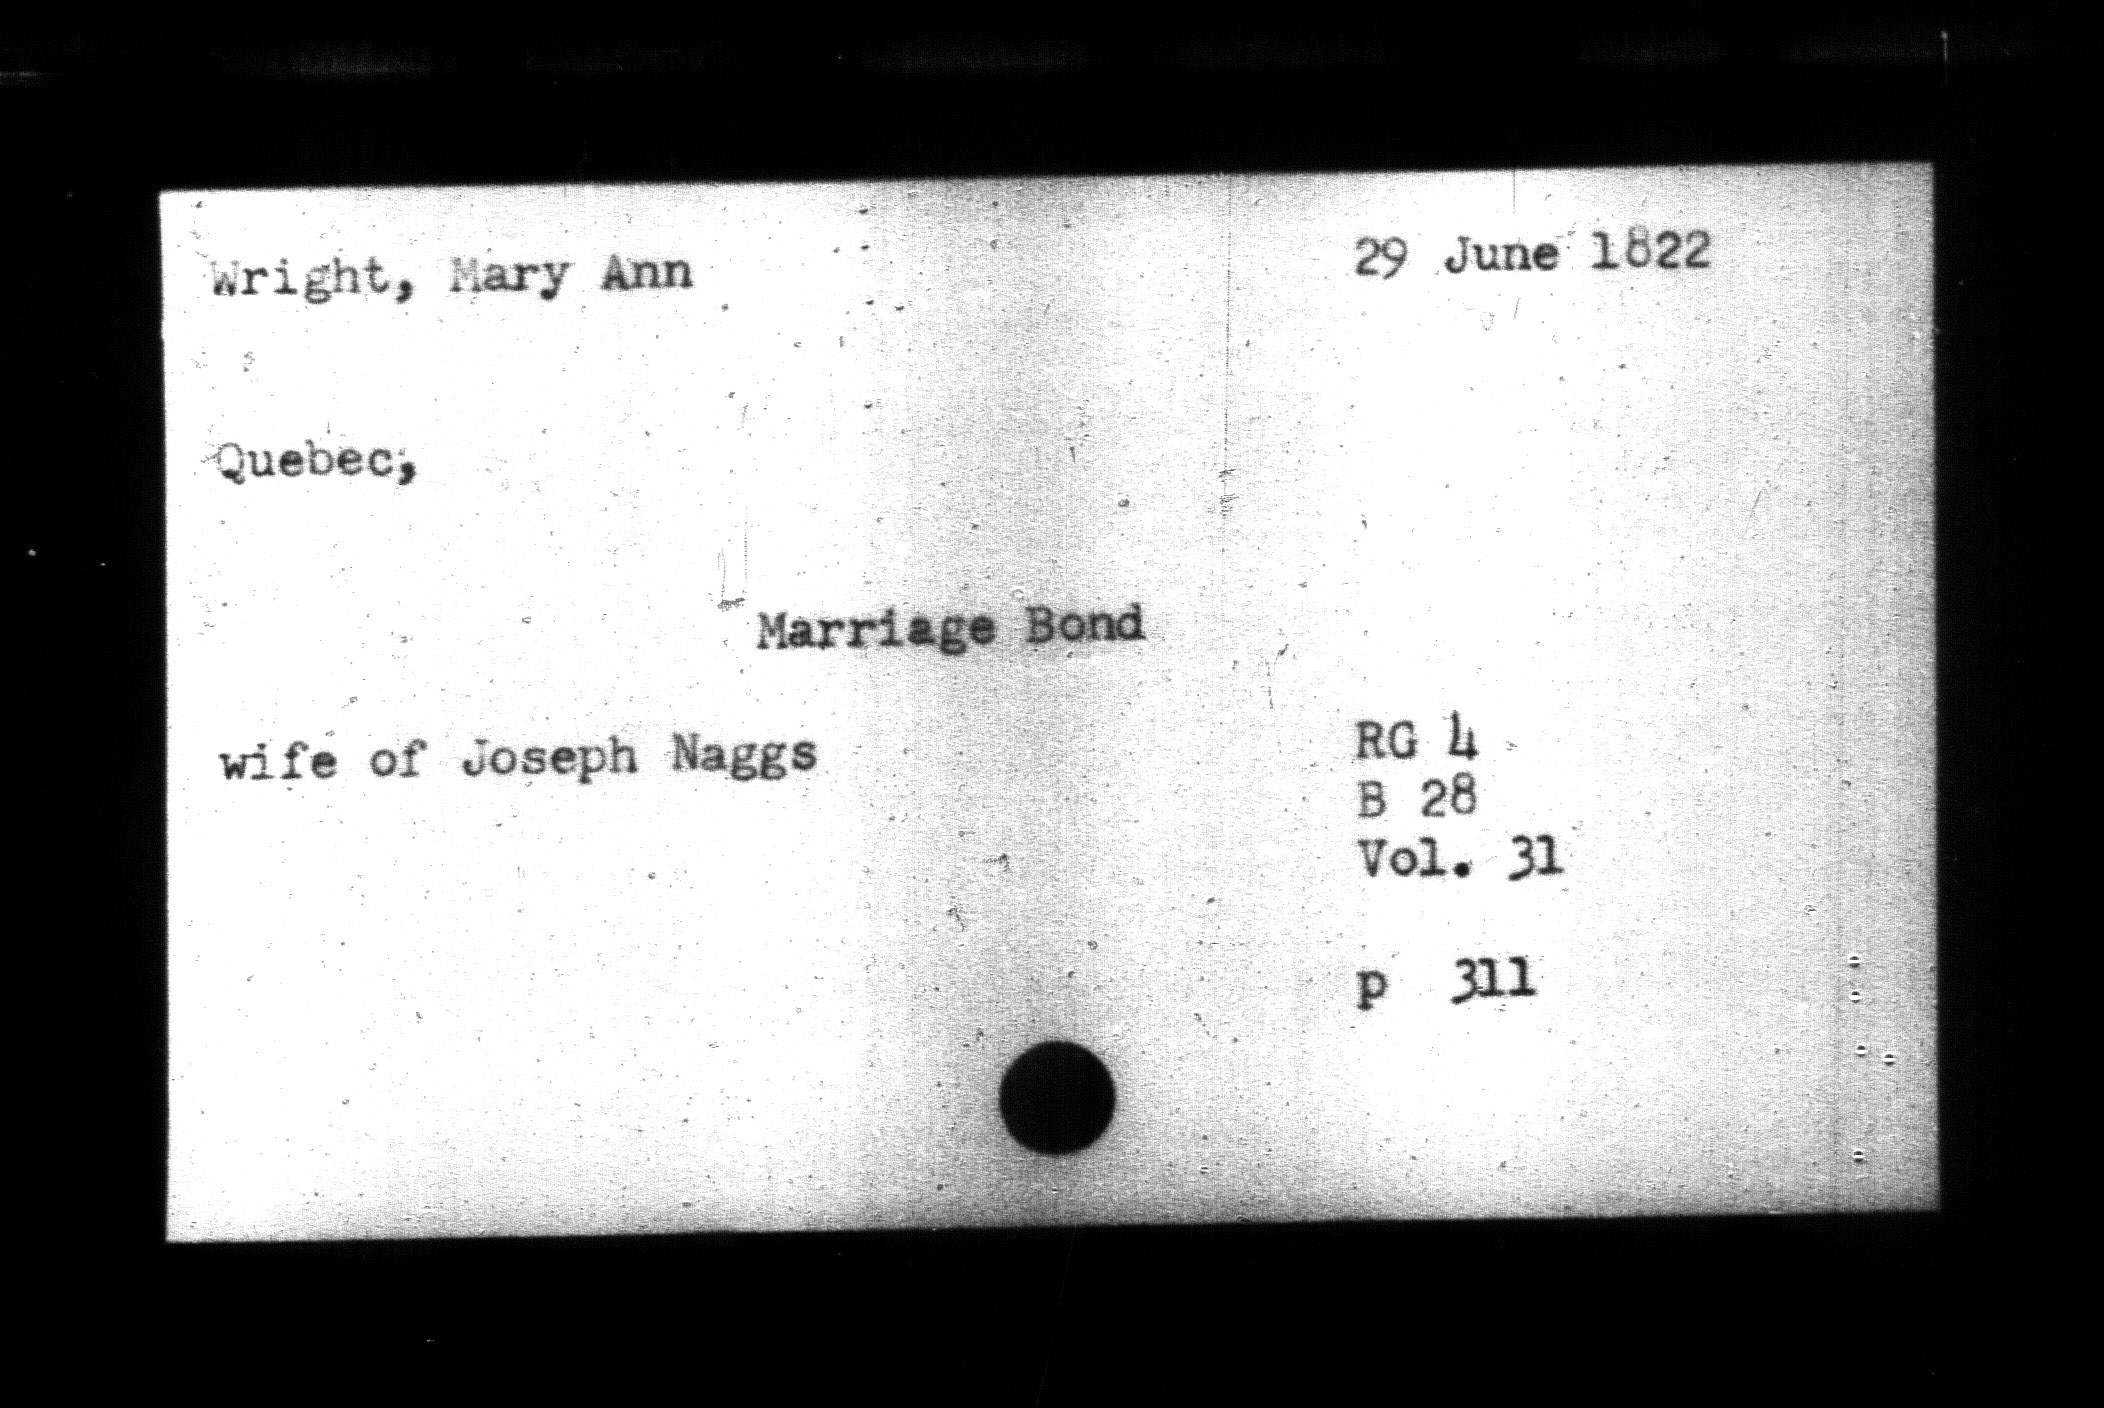 Wright, Mary Ann 29 June 1822
Quebec,
Marriage Bond
wife of Joseph Naggs RG 4
B 28
Vol. 31
p 311